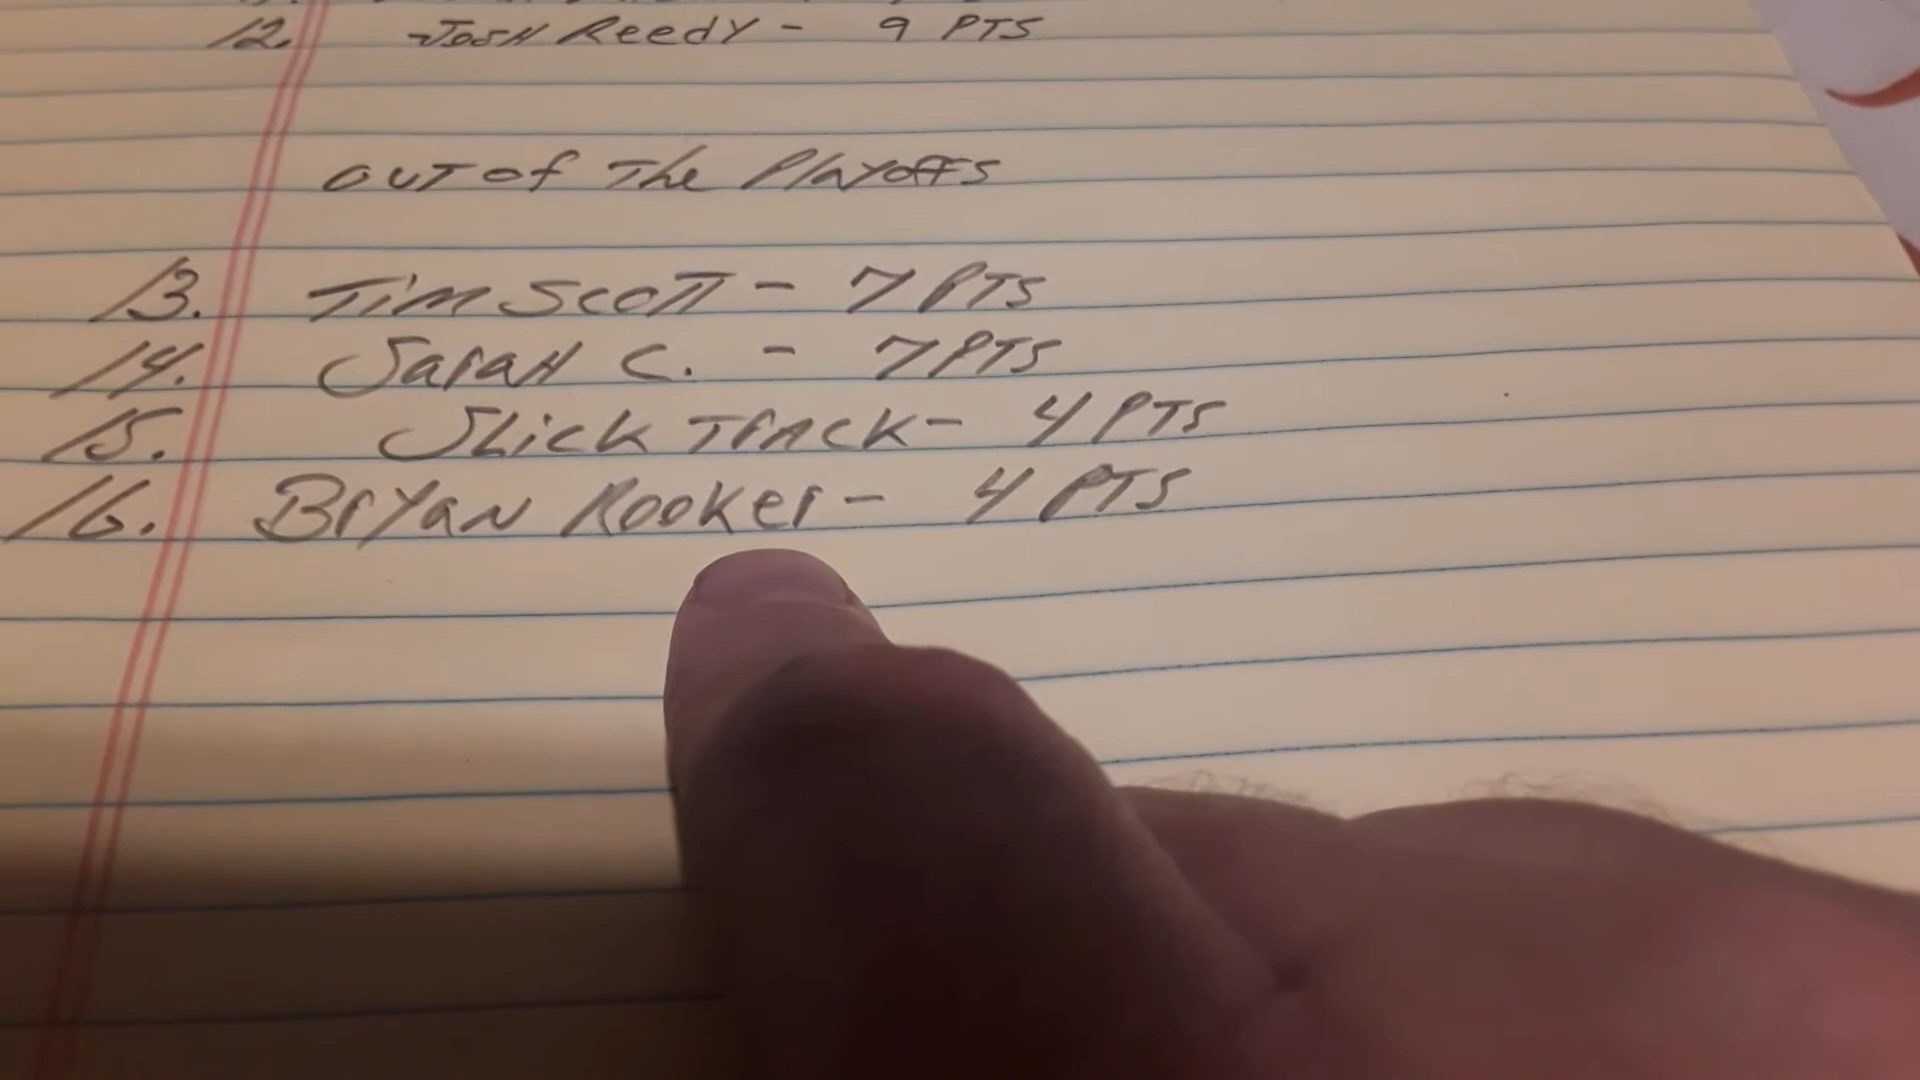 12. Josh Reedy - 9 PTS
out of The Playoffs
13. Tim Scott - 7 PTS
14. Sarah C. - 7 PTS
15. Slick Track - 4 PTS
16. Bryan Rooker - 4 PTS